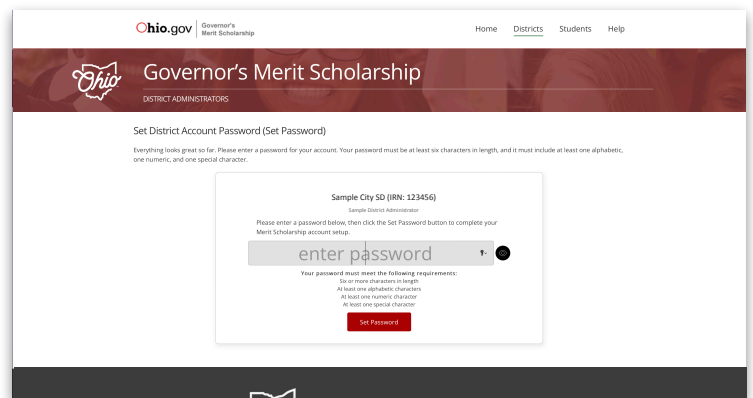 Ohio.gov
Governor's
Merit Scholarship
Home Districts Students Help
Ohio
Governor's Merit Scholarship
DISTRICT ADMINISTRATORS
Set District Account Password (Set Password)
Everything looks great so far. Please enter a password for your account. Your password must be at least six characters in length, and it must include at least one alphabetic,
one numeric, and one special character.
Sample City SD (IRN: 123456)
Sample District Administrator
Please enter a password below, then click the Set Password button to complete your
Merit Scholarship account setup.
enter password
Your password must meet the following requirements:
Six or more characters in length
At least one alphabetic characters
At least one numeric character
At least one special character
Set Password